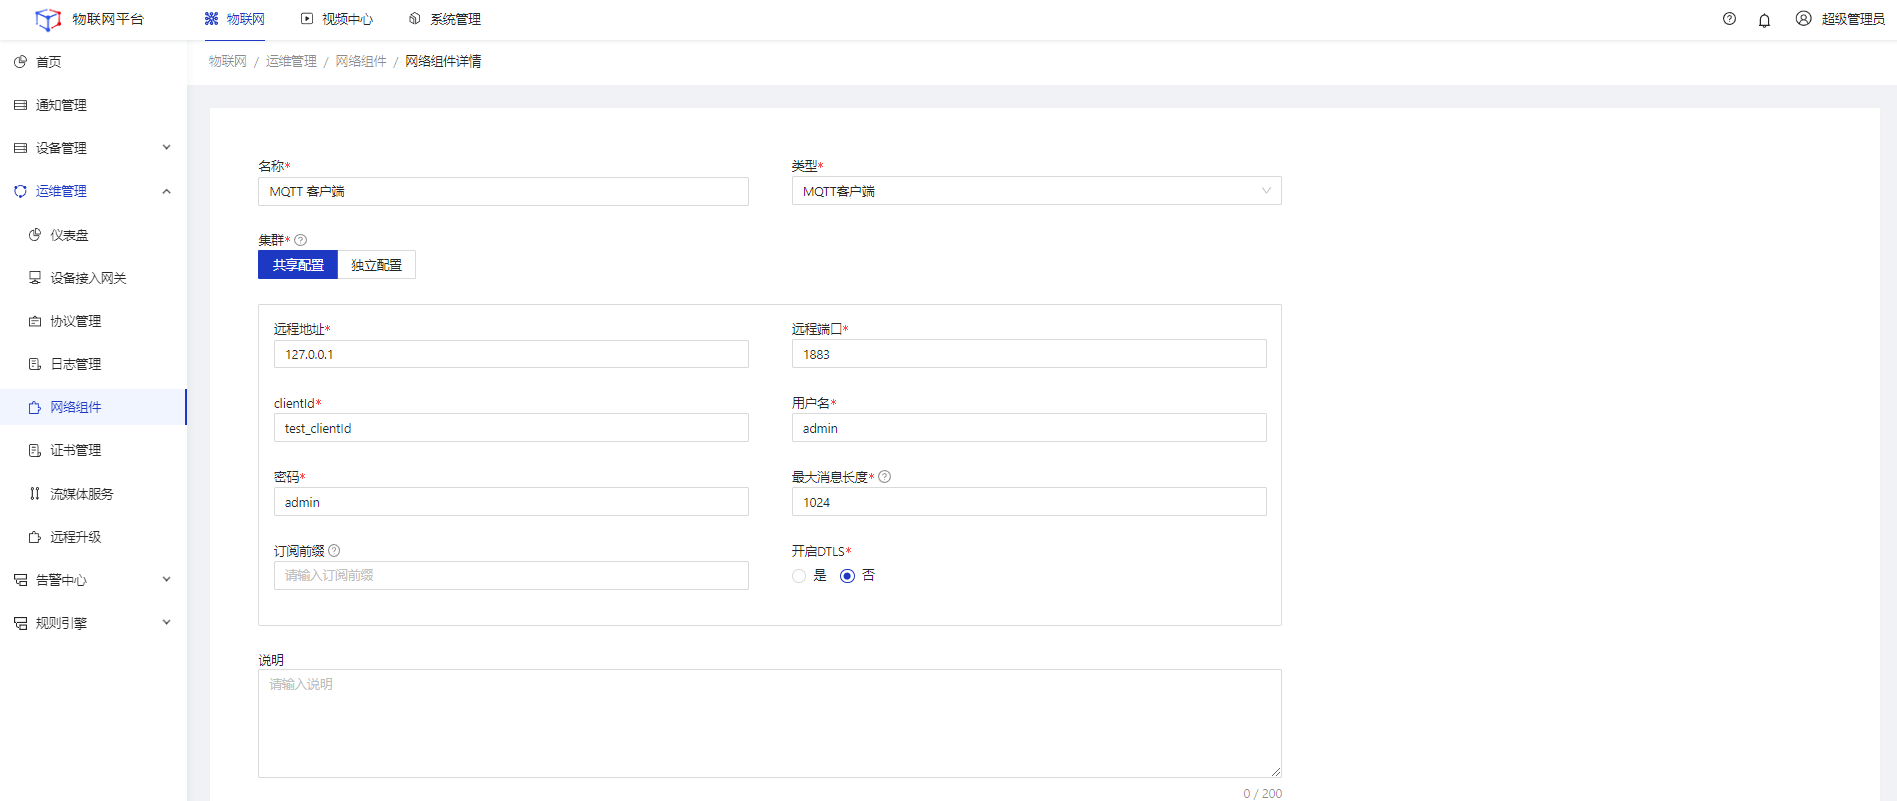 物联网平台
物联网
视频中心
系统管理
超级管理员
首页
通知管理
设备管理
运维管理
仪表盘
设备接入网关
协议管理
日志管理
网络组件
证书管理
流媒体服务
远程升级
告警中心
规则引擎
物联网 / 运维管理 / 网络组件 / 网络组件详情
名称*
MQTT 客户端
类型*
MQTT客户端
集群*
共享配置
独立配置
远程地址*
127.0.0.1
远程端口*
1883
clientId*
test_clientId
用户名*
admin
密码*
admin
最大消息长度*
1024
订阅前缀
请输入订阅前缀
开启DTLS*
是
否
说明
请输入说明
0 / 200